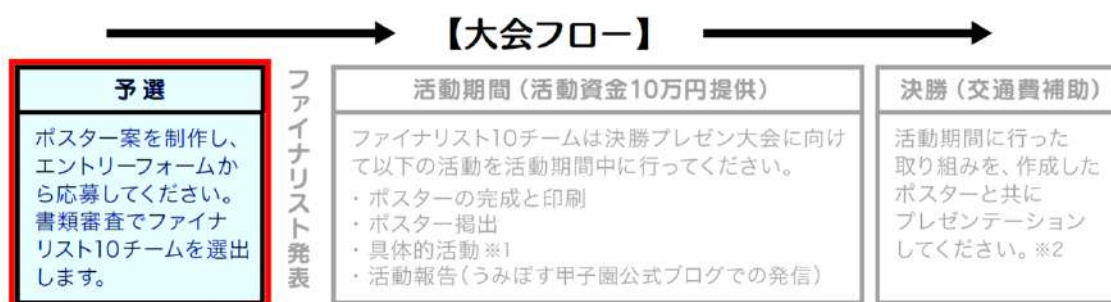 【大会フロー】
予選
ポスター案を制作し、
エントリーフォームか
ら応募してください。
書類審査でファイナ
リスト10チームを選出
します。
ファイナリスト発表
活動期間（活動資金10万円提供）
ファイナリスト10チームは決勝プレゼン大会に向け
て以下の活動を活動期間中に行ってください。
・ポスターの完成と印刷
・ポスター掲出
・具体的活動※1
・活動報告（うみぽす甲子園公式ブログでの発信）
決勝（交通費補助）
活動期間に行った
取り組みを、作成した
ポスターと共に
プレゼンテーション
してください。※2